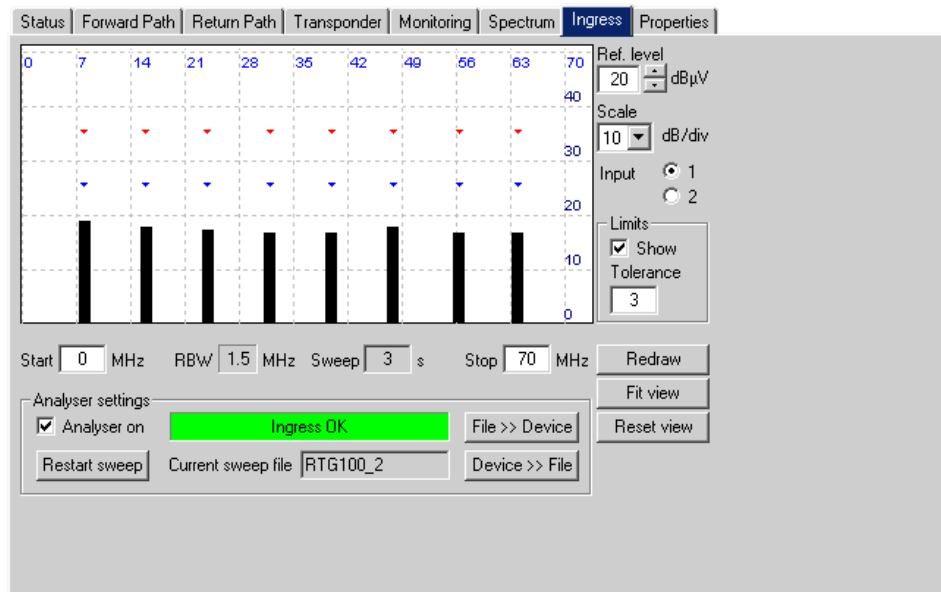 Status Forward Path Return Path Transponder Monitoring Spectrum Ingress Properties
0 7 14 21 28 35 42 49 56 63 70
40
30
20
10
0
Ref. level
20 dBµV
Scale
10 dB/div
Input 1
2
Limits
Show
Tolerance
3
Start 0 MHz RBW 1.5 MHz Sweep 3 s Stop 70 MHz
Redraw
Fit view
Reset view
Analyser settings
Analyser on Ingress OK File >> Device
Restart sweep Current sweep file RTG100_2 Device >> File